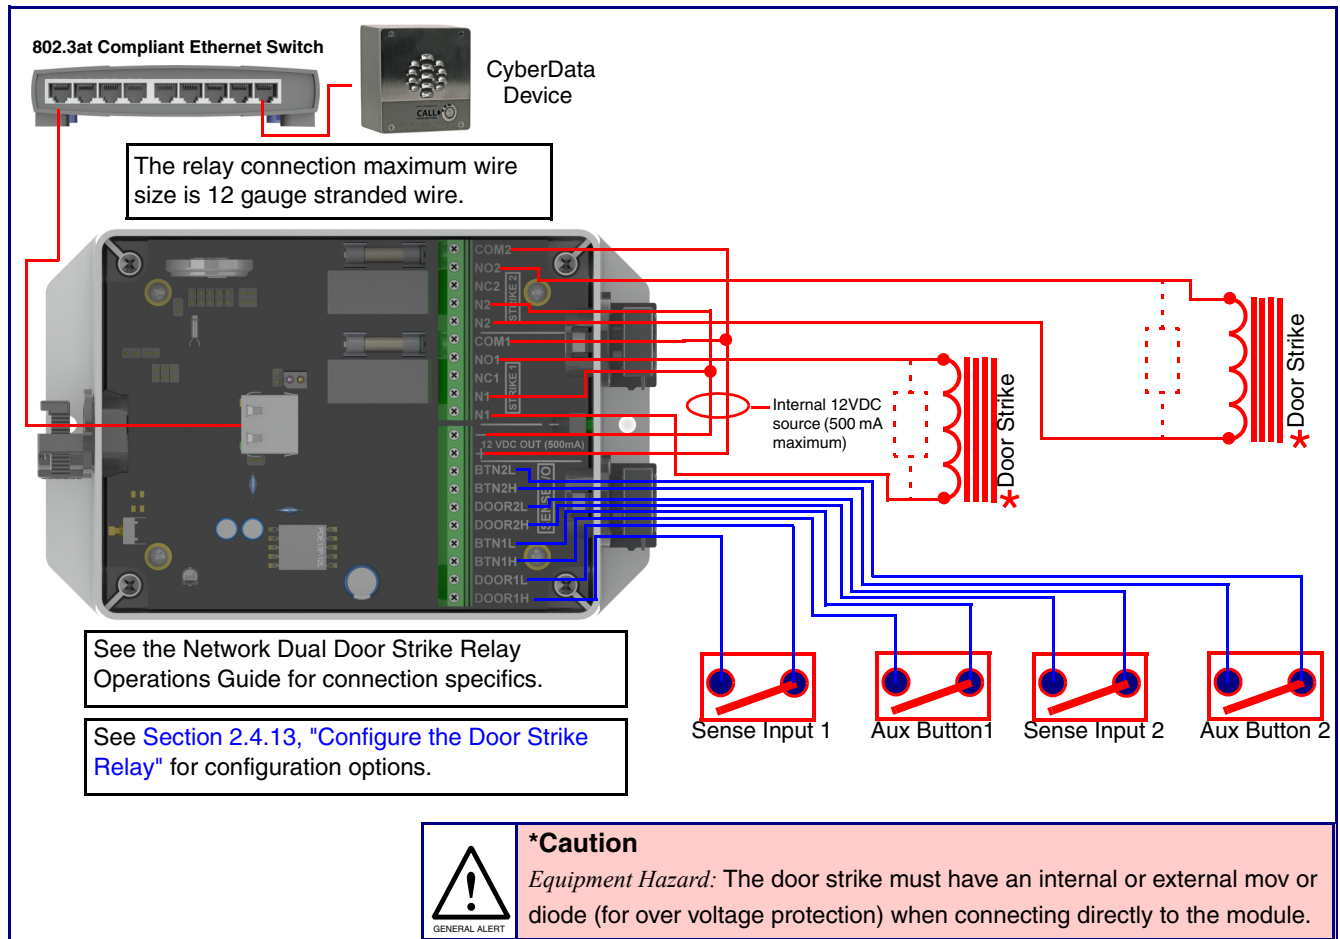 802.3at Compliant Ethernet Switch
CyberData
Device
CALL
The relay connection maximum wire
size is 12 gauge stranded wire.
COM2
NO2
NC2
N2
N2
STRIKE 2
COM1
NO1
NC1
N1
N1
STRIKE 1
-
12 VDC OUT (500mA)
+
BTN2L
BTN2H
DOOR2L
DOOR2H
BTN1L
BTN1H
DOOR1L
DOOR1H
Internal 12VDC
source (500 mA
maximum)
*Door Strike
*Door Strike
See the Network Dual Door Strike Relay
Operations Guide for connection specifics.
See Section 2.4.13, "Configure the Door Strike
Relay" for configuration options.
Sense Input 1
Aux Button1
Sense Input 2
Aux Button 2
GENERAL ALERT
*Caution
Equipment Hazard: The door strike must have an internal or external mov or
diode (for over voltage protection) when connecting directly to the module.